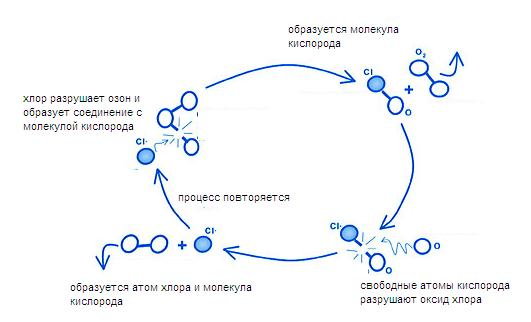 образуется молекула
кислорода
O₂
Cl
+
O
хлор разрушает озон и
образует соединение с
молекулой кислорода
Cl·
процесс повторяется
Cl·
+
Cl·
O
O
образуется атом хлора и молекула
кислорода
свободные атомы кислорода
разрушают оксид хлора